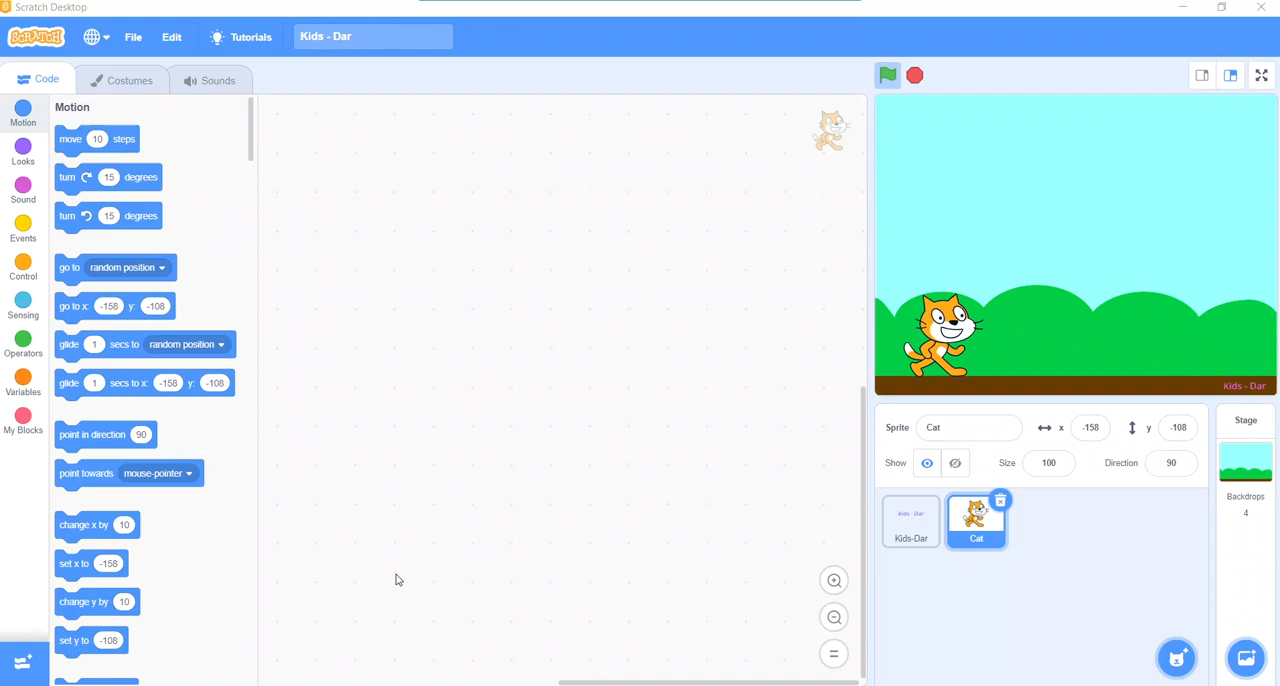 Scratch Desktop
SCRATCH File Edit Tutorials Kids - Dar
Code Costumes Sounds
Motion
Looks
Sound
Events
Control
Sensing
Operators
Variables
My Blocks
Motion
move 10 steps
turn 15 degrees
turn 15 degrees
go to random position
go to x: -158 y: -108
glide 1 secs to random position
glide 1 secs to x: -158 y: -108
point in direction 90
point towards mouse-pointer
change x by 10
set x to -158
change y by 10
set y to -108
Kids - Dar
Sprite Cat x -158 y -108
Show Size 100 Direction 90
Kids - Dar
Kids-Dar
Cat
Stage
Backdrops
4